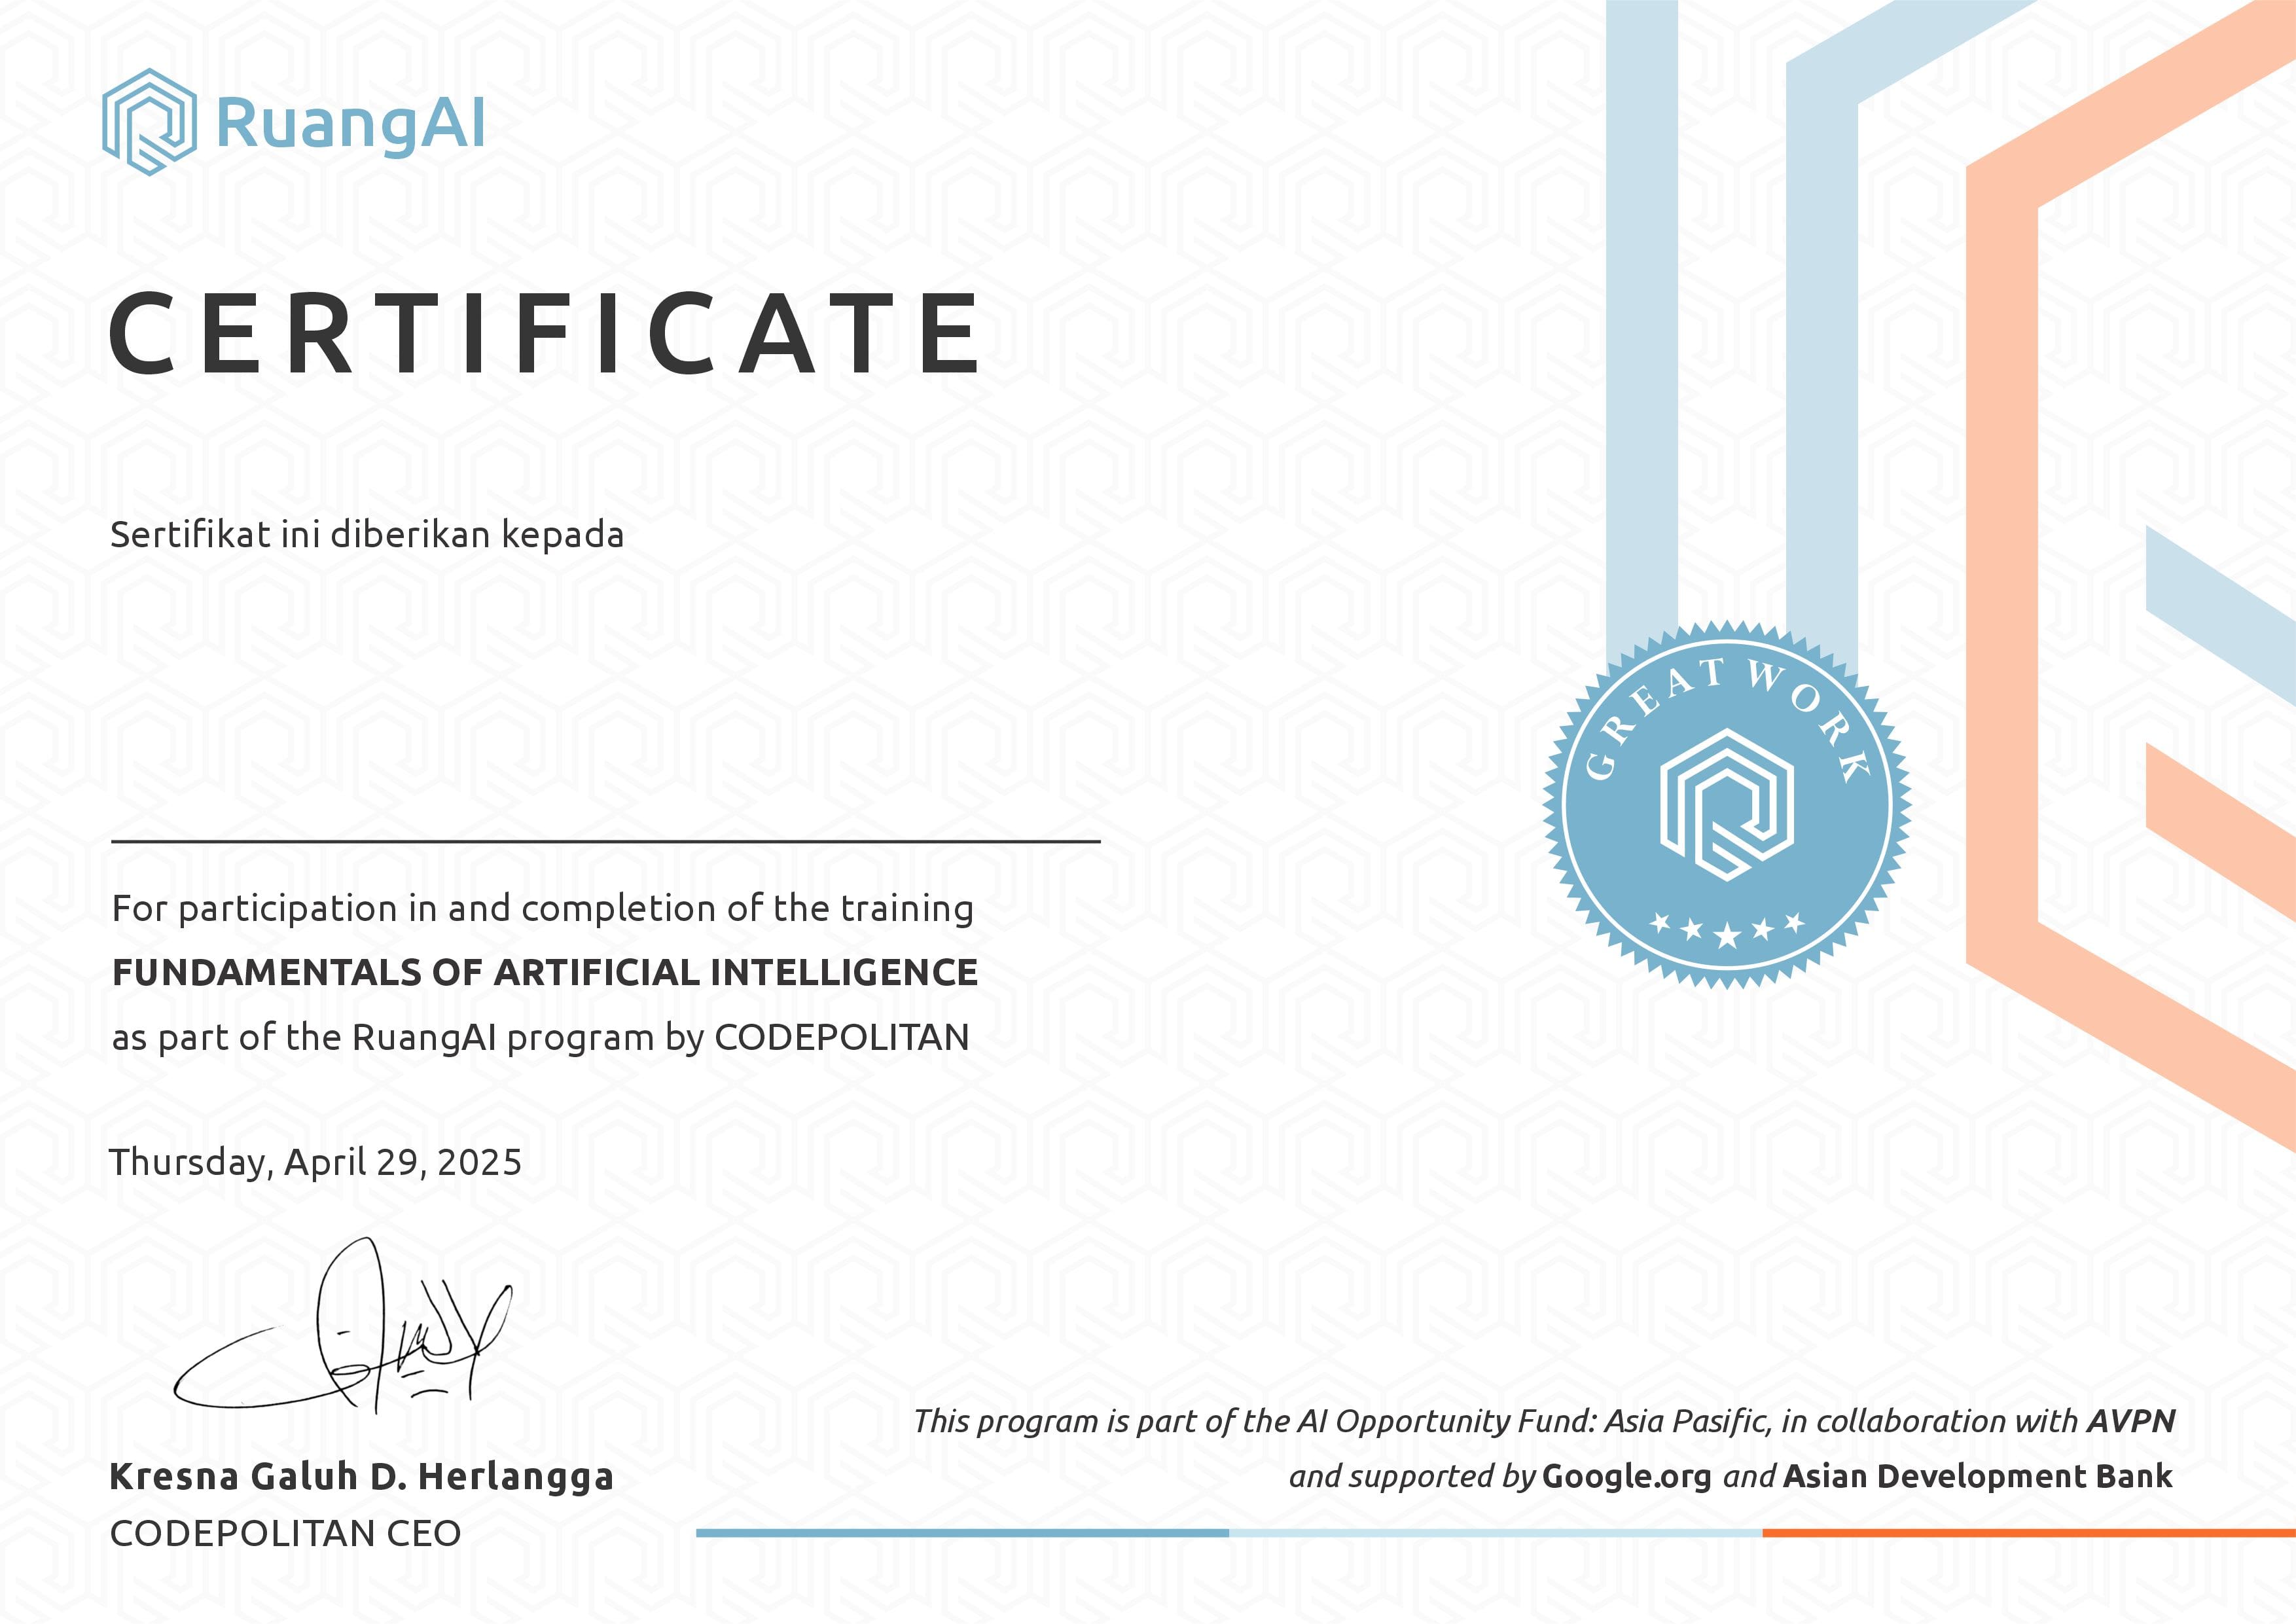 RuangAI
CERTIFICATE
Sertifikat ini diberikan kepada
GREAT WORK
For participation in and completion of the training
FUNDAMENTALS OF ARTIFICIAL INTELLIGENCE
as part of the RuangAI program by CODEPOLITAN
Thursday, April 29, 2025
Kresna Galuh D. Herlangga
CODEPOLITAN CEO
This program is part of the AI Opportunity Fund: Asia Pasific, in collaboration with AVPN
and supported by Google.org and Asian Development Bank